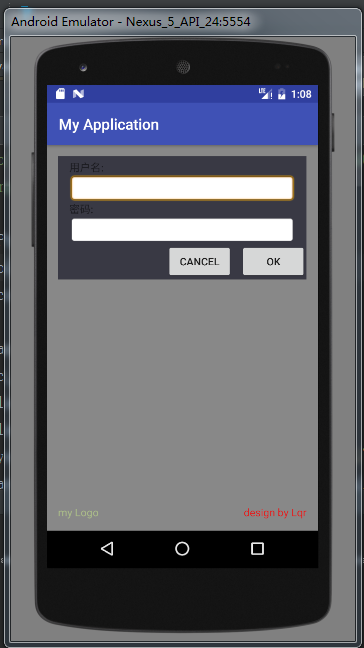 Android Emulator - Nexus_5_API_24:5554
LTE 1:08
My Application
用户名:
密码:
CANCEL OK
my Logo design by Lqr